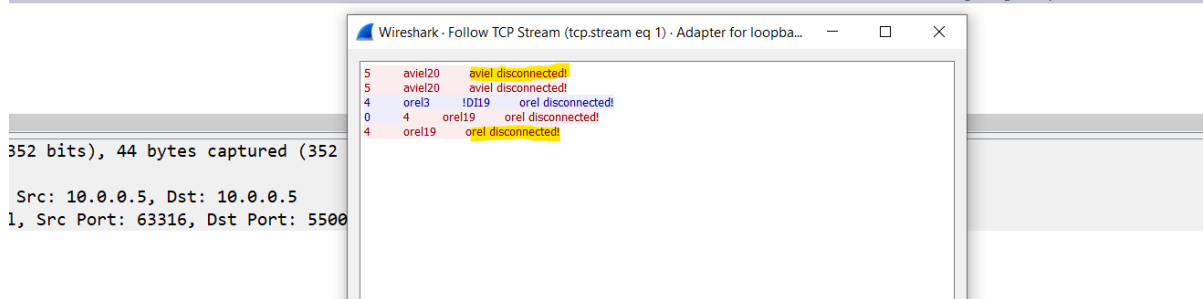 Wireshark · Follow TCP Stream (tcp.stream eq 1) · Adapter for loopba...
5 aviel20 aviel disconnected!
5 aviel20 aviel disconnected!
4 orel3 !DI19 orel disconnected!
0 4 orel19 orel disconnected!
4 orel19 orel disconnected!
352 bits), 44 bytes captured (352
Src: 10.0.0.5, Dst: 10.0.0.5
l, Src Port: 63316, Dst Port: 5500